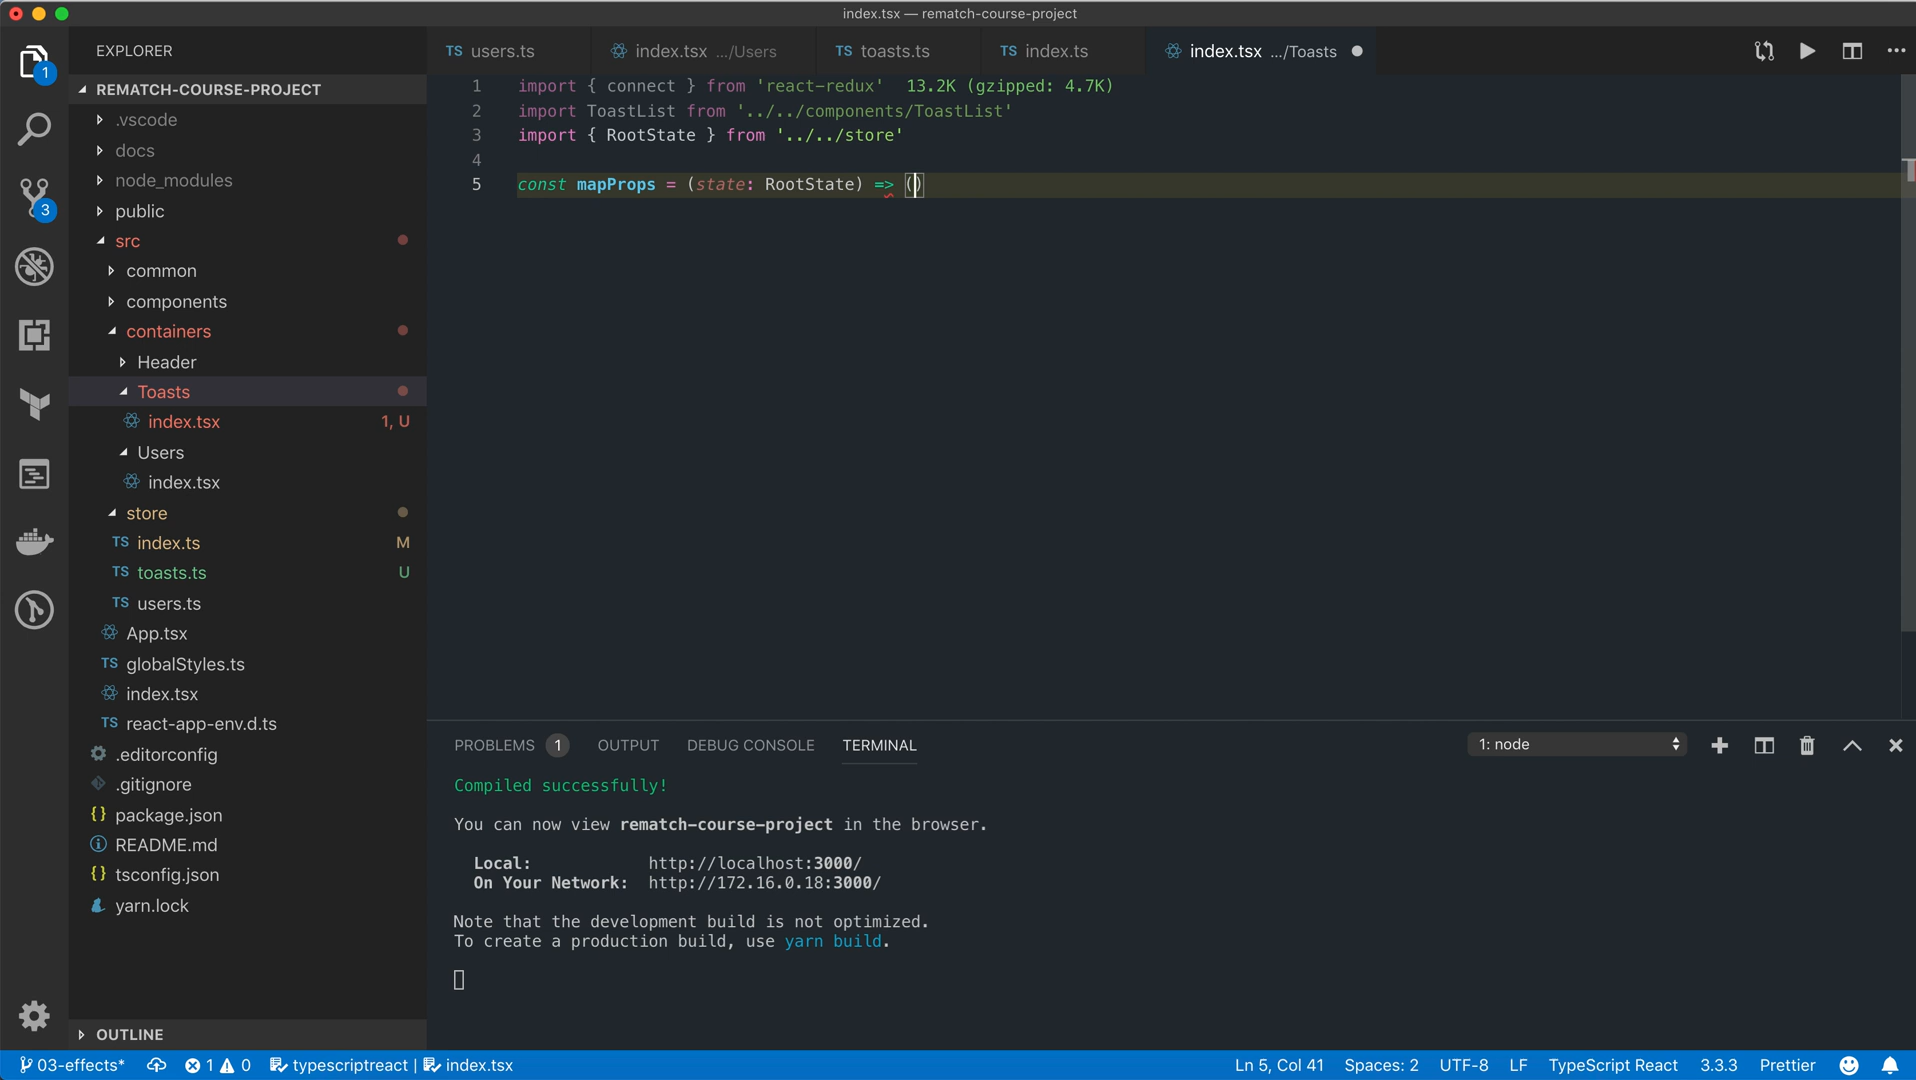 index.tsx — rematch-course-project
EXPLORER
TS users.ts
index.tsx .../Users
TS toasts.ts
TS index.ts
index.tsx .../Toasts
1
REMATCH-COURSE-PROJECT
.vscode
docs
node_modules
3
public
src
common
components
containers
Header
Toasts
index.tsx 1, U
Users
index.tsx
store
TS index.ts M
TS toasts.ts U
TS users.ts
App.tsx
TS globalStyles.ts
index.tsx
TS react-app-env.d.ts
.editorconfig
.gitignore
{} package.json
README.md
{} tsconfig.json
yarn.lock
OUTLINE
1 import { connect } from 'react-redux' 13.2K (gzipped: 4.7K)
2 import ToastList from '../../components/ToastList'
3 import { RootState } from '../../store'
4
5 const mapProps = (state: RootState) => ()
PROBLEMS 1 OUTPUT DEBUG CONSOLE TERMINAL
1: node
Compiled successfully!
You can now view rematch-course-project in the browser.
Local: http://localhost:3000/
On Your Network: http://172.16.0.18:3000/
Note that the development build is not optimized.
To create a production build, use yarn build.
03-effects* 1 0 typescriptreact | index.tsx
Ln 5, Col 41 Spaces: 2 UTF-8 LF TypeScript React 3.3.3 Prettier